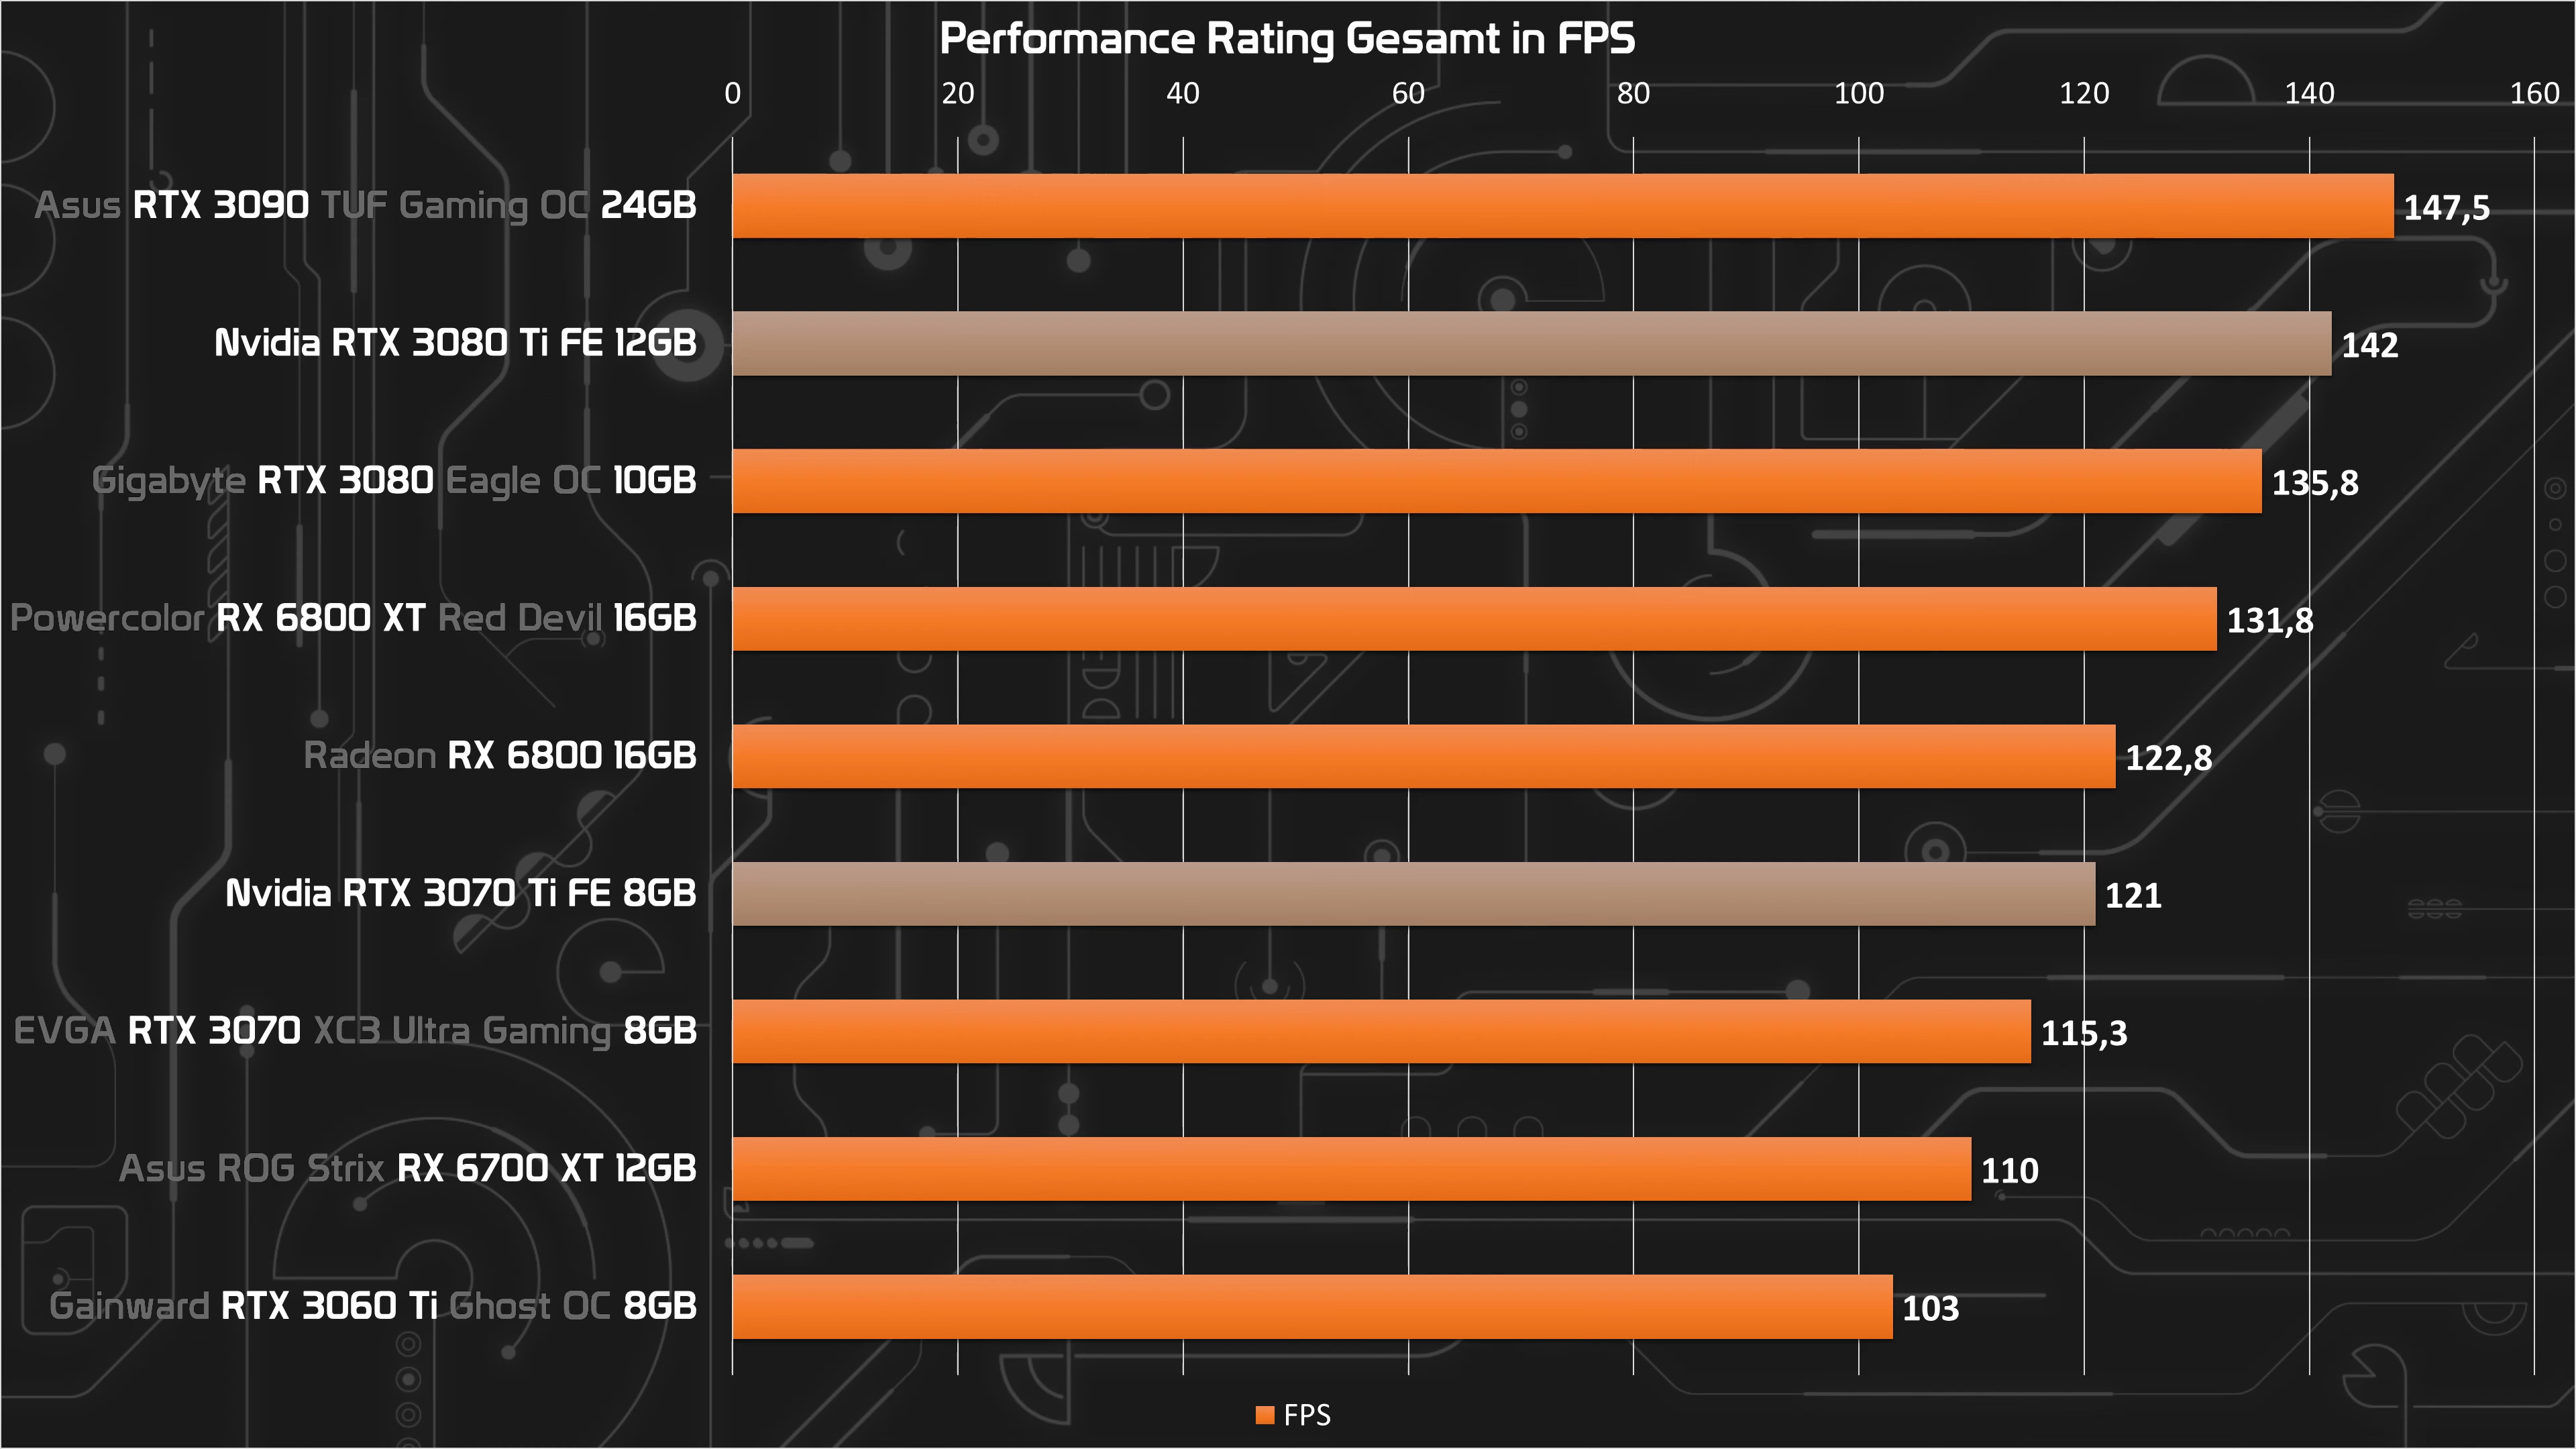 Performance Rating Gesamt in FPS
0 20 40 60 80 100 120 140 160
Asus RTX 3090 TUF Gaming OC 24GB 147,5
Nvidia RTX 3080 Ti FE 12GB 142
Gigabyte RTX 3080 Eagle OC 10GB 135,8
Powercolor RX 6800 XT Red Devil 16GB 131,8
Radeon RX 6800 16GB 122,8
Nvidia RTX 3070 Ti FE 8GB 121
EVGA RTX 3070 XC3 Ultra Gaming 8GB 115,3
Asus ROG Strix RX 6700 XT 12GB 110
Gainward RTX 3060 Ti Ghost OC 8GB 103
FPS